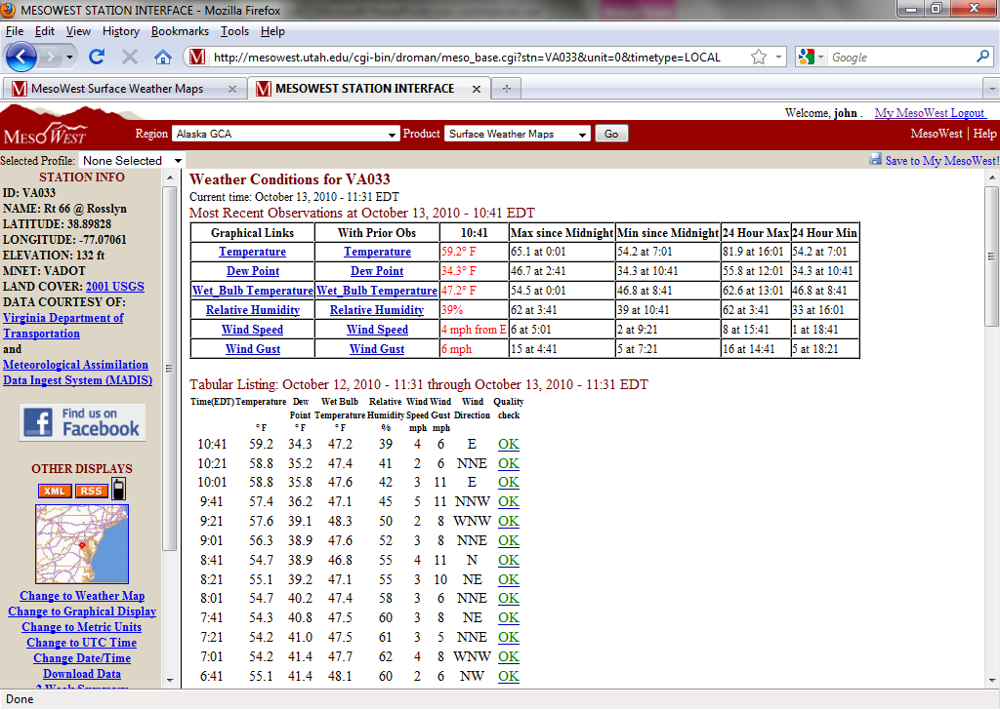 MESOWEST STATION INTERFACE - Mozilla Firefox
File Edit View History Bookmarks Tools Help
http://mesowest.utah.edu/cgi-bin/droman/meso_base.cgi?stn=VA033&unit=0&timetype=LOCAL
Google
MesoWest Surface Weather Maps
MESOWEST STATION INTERFACE
Welcome, john . My MesoWest Logout
MESOWEST Region Alaska GCA Product Surface Weather Maps Go MesoWest | Help
Selected Profile: None Selected Save to My MesoWest!
STATION INFO
ID: VA033
NAME: Rt 66 @ Rosslyn
LATITUDE: 38.89828
LONGITUDE: -77.07061
ELEVATION: 132 ft
MNET: VADOT
LAND COVER: 2001 USGS
DATA COURTESY OF:
Virginia Department of
Transportation
and
Meteorological Assimilation
Data Ingest System (MADIS)
Find us on
Facebook
OTHER DISPLAYS
XML RSS
Change to Weather Map
Change to Graphical Display
Change to Metric Units
Change to UTC Time
Change Date/Time
Download Data
2 Week Summary
Weather Conditions for VA033
Current time: October 13, 2010 - 11:31 EDT
Most Recent Observations at October 13, 2010 - 10:41 EDT
Graphical Links With Prior Obs 10:41 Max since Midnight Min since Midnight 24 Hour Max 24 Hour Min
Temperature Temperature 59.2° F 65.1 at 0:01 54.2 at 7:01 81.9 at 16:01 54.2 at 7:01
Dew Point Dew Point 34.3° F 46.7 at 2:41 34.3 at 10:41 55.8 at 12:01 34.3 at 10:41
Wet_Bulb Temperature Wet_Bulb Temperature 47.2° F 54.5 at 0:01 46.8 at 8:41 62.6 at 13:01 46.8 at 8:41
Relative Humidity Relative Humidity 39% 62 at 3:41 39 at 10:41 62 at 3:41 33 at 16:01
Wind Speed Wind Speed 4 mph from E 6 at 5:01 2 at 9:21 8 at 15:41 1 at 18:41
Wind Gust Wind Gust 6 mph 15 at 4:41 5 at 7:21 16 at 14:41 5 at 18:21
Tabular Listing: October 12, 2010 - 11:31 through October 13, 2010 - 11:31 EDT
Time(EDT) Temperature Dew Wet Bulb Relative Wind Wind Wind Quality
Point Temperature Humidity Speed Gust Direction check
° F ° F ° F % mph mph
10:41 59.2 34.3 47.2 39 4 6 E OK
10:21 58.8 35.2 47.4 41 2 6 NNE OK
10:01 58.8 35.8 47.6 42 3 11 E OK
9:41 57.4 36.2 47.1 45 5 11 NNW OK
9:21 57.6 39.1 48.3 50 2 8 WNW OK
9:01 56.3 38.9 47.6 52 3 8 NNE OK
8:41 54.7 38.9 46.8 55 4 11 N OK
8:21 55.1 39.2 47.1 55 3 10 NE OK
8:01 54.7 40.2 47.4 58 3 6 NNE OK
7:41 54.3 40.8 47.5 60 3 8 NE OK
7:21 54.2 41.0 47.5 61 3 5 NNE OK
7:01 54.2 41.4 47.7 62 4 8 WNW OK
6:41 55.1 41.4 48.1 60 2 6 NW OK
Done